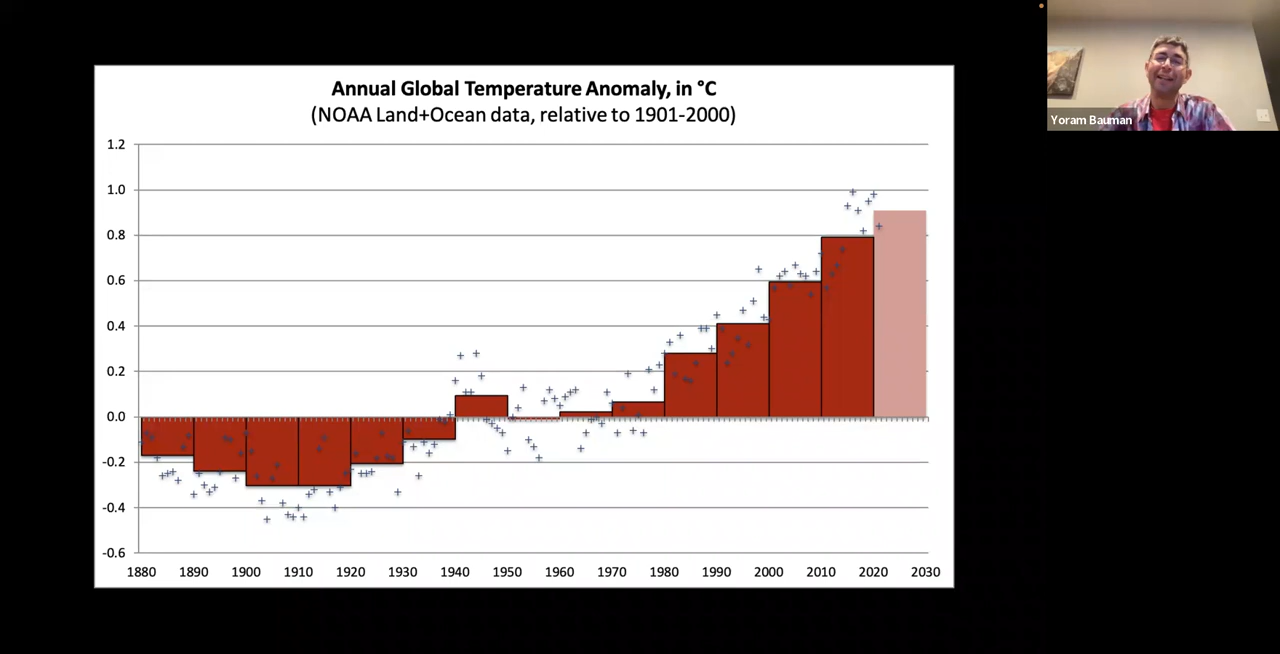 Annual Global Temperature Anomaly, in °C
(NOAA Land+Ocean data, relative to 1901-2000)
Yoram Bauman
1.2
1.0
0.8
0.6
0.4
0.2
0.0
-0.2
-0.4
-0.6
1880 1890 1900 1910 1920 1930 1940 1950 1960 1970 1980 1990 2000 2010 2020 2030